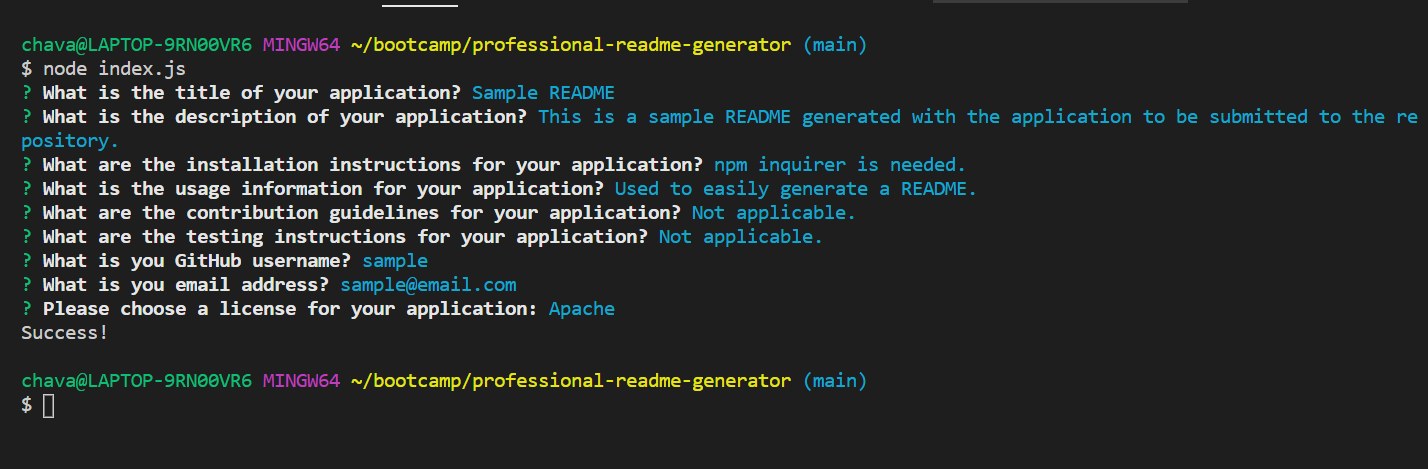 chava@LAPTOP-9RN00VR6 MINGW64 ~/bootcamp/professional-readme-generator (main)
$ node index.js
? What is the title of your application? Sample README
? What is the description of your application? This is a sample README generated with the application to be submitted to the re
pository.
? What are the installation instructions for your application? npm inquirer is needed.
? What is the usage information for your application? Used to easily generate a README.
? What are the contribution guidelines for your application? Not applicable.
? What are the testing instructions for your application? Not applicable.
? What is you GitHub username? sample
? What is you email address? sample@email.com
? Please choose a license for your application: Apache
Success!
chava@LAPTOP-9RN00VR6 MINGW64 ~/bootcamp/professional-readme-generator (main)
$